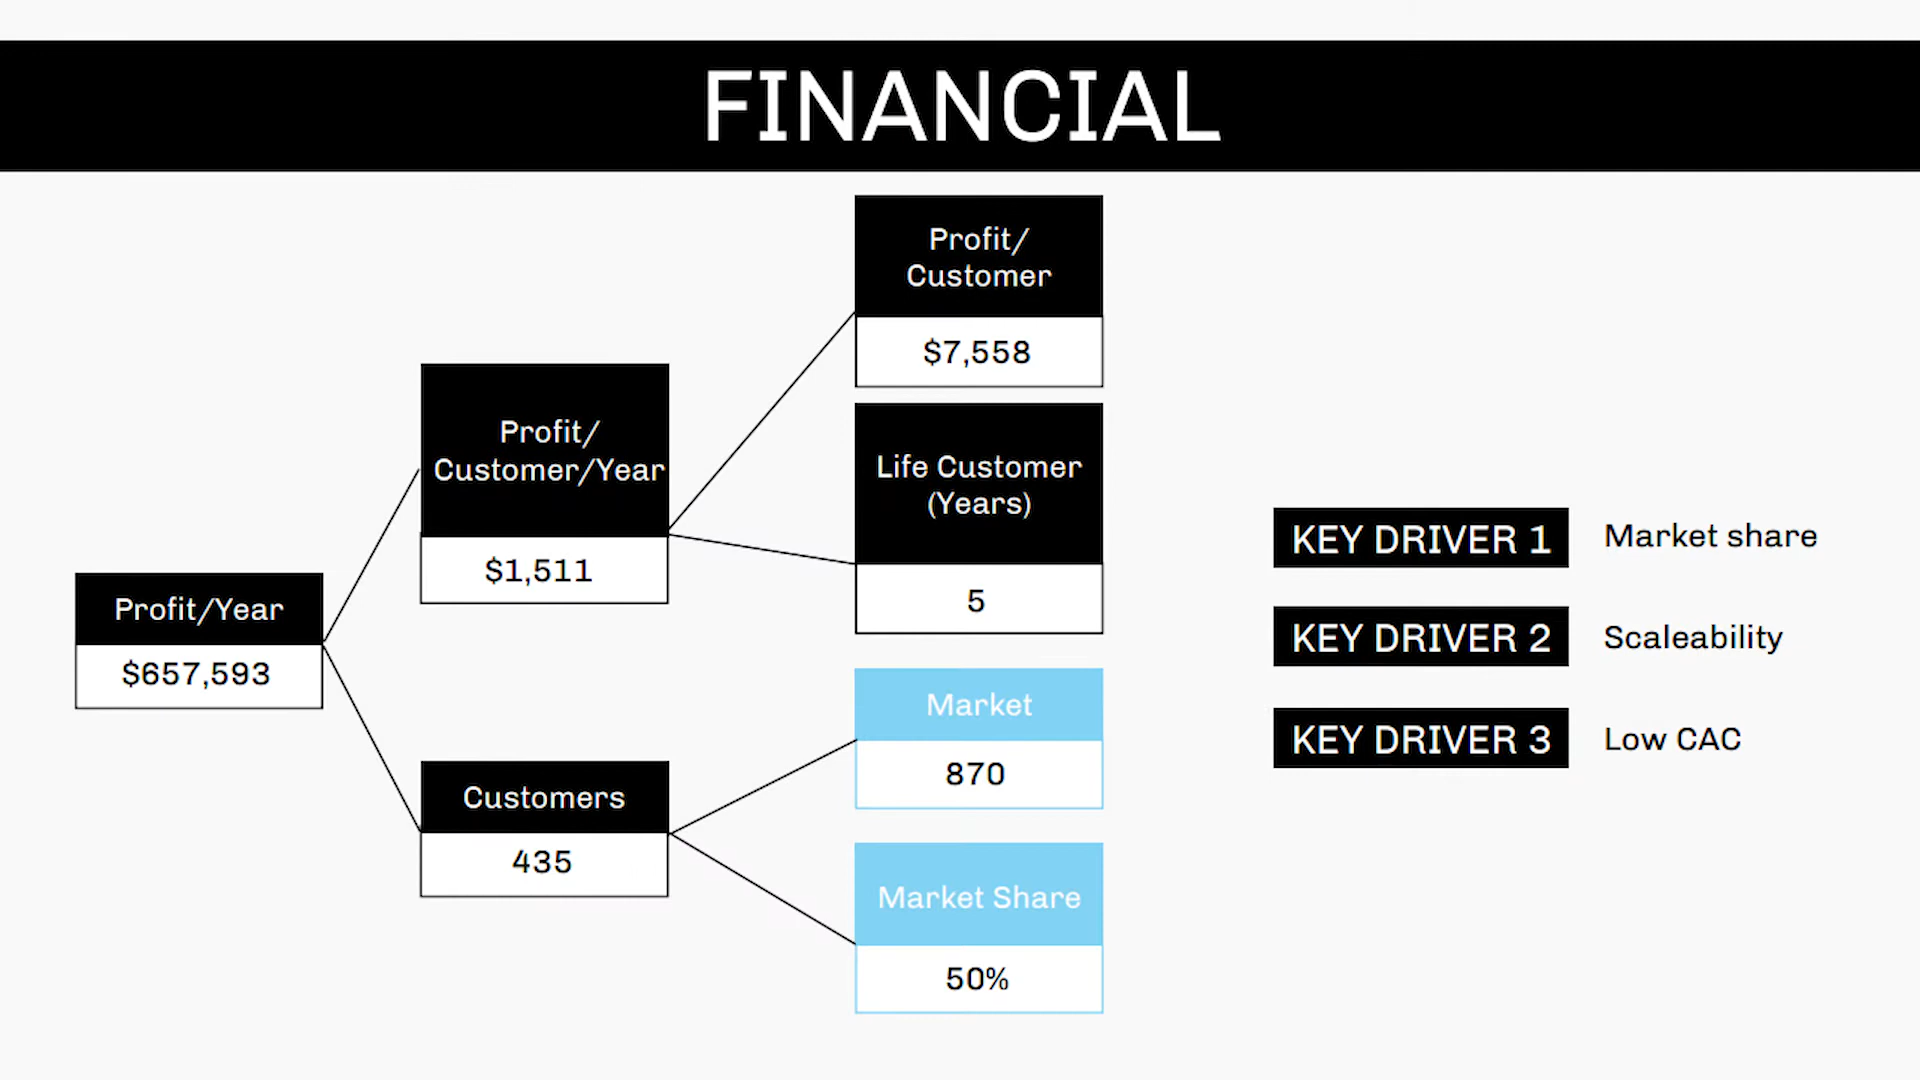 FINANCIAL
Profit/
Customer
$7,558
Profit/
Customer/Year
$1,511
Life Customer
(Years)
5
Profit/Year
$657,593
Market
870
Customers
435
Market Share
50%
KEY DRIVER 1
Market share
KEY DRIVER 2
Scaleability
KEY DRIVER 3
Low CAC